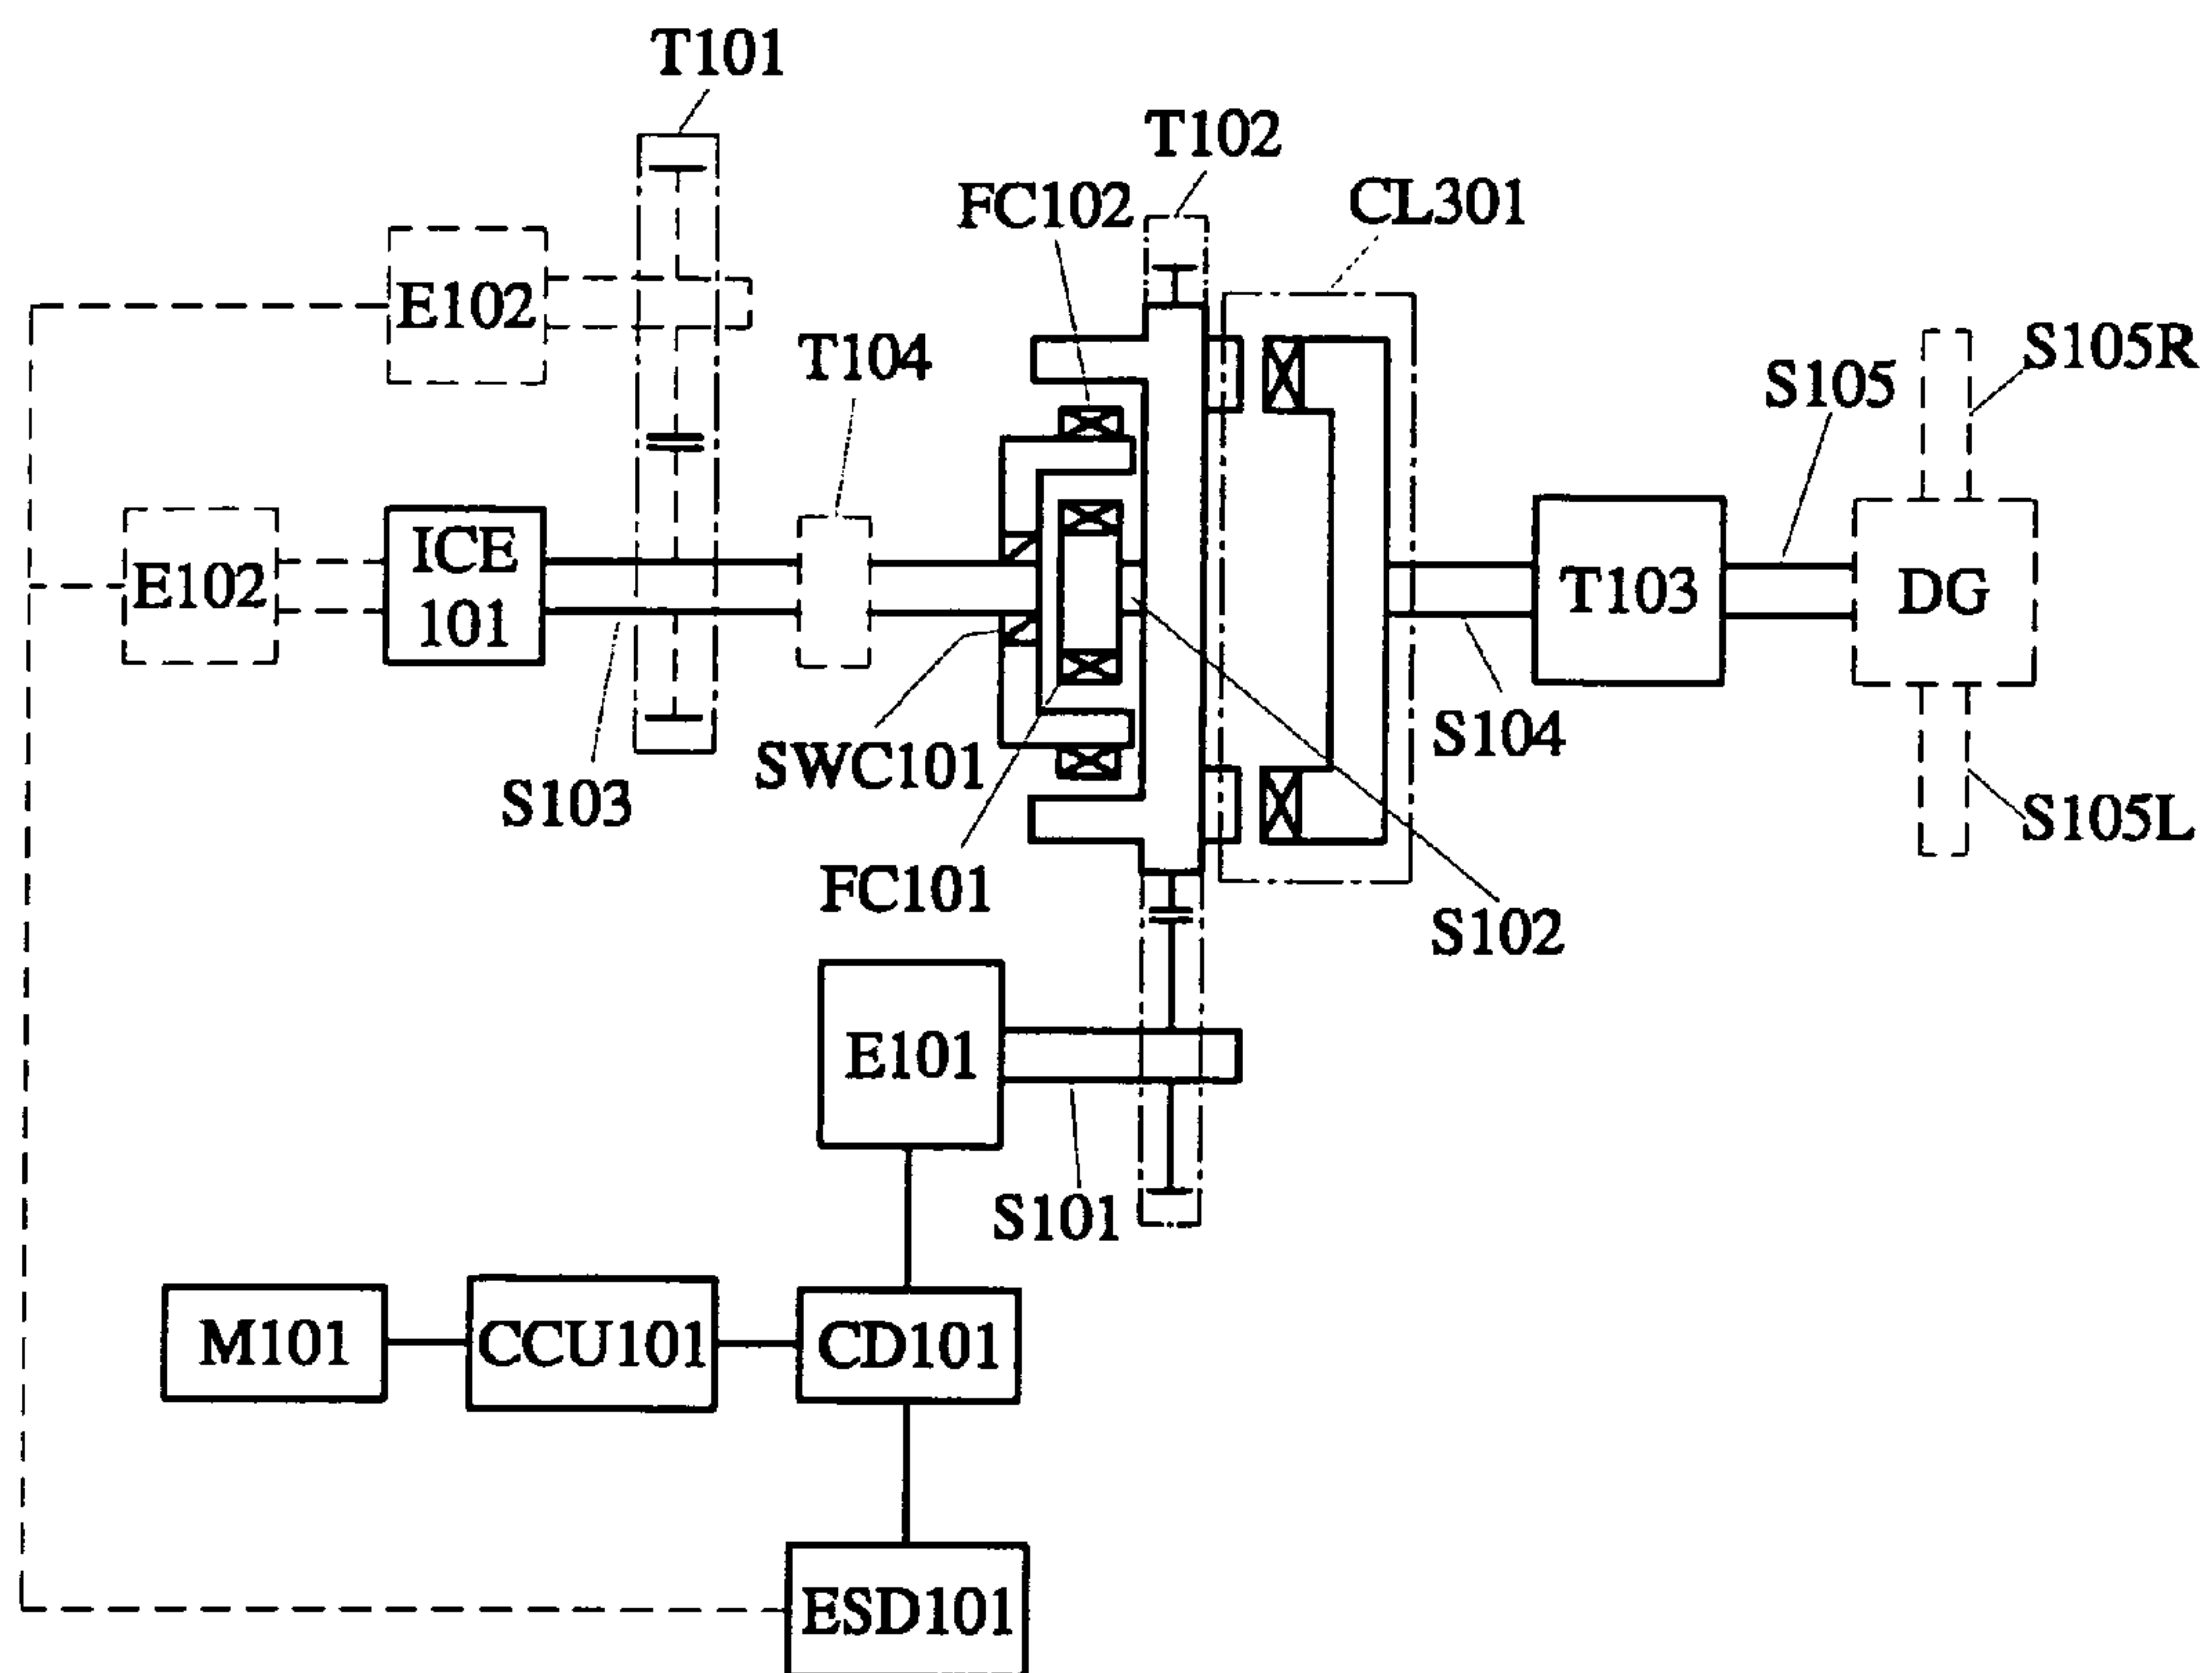 T101
T102
FC102
CL301
E102
T104
S105R
S105
ICE
101
E102
T103
DG
S104
SWC101
S103
S105L
FC101
S102
E101
S101
M101
CCU101
CD101
ESD101